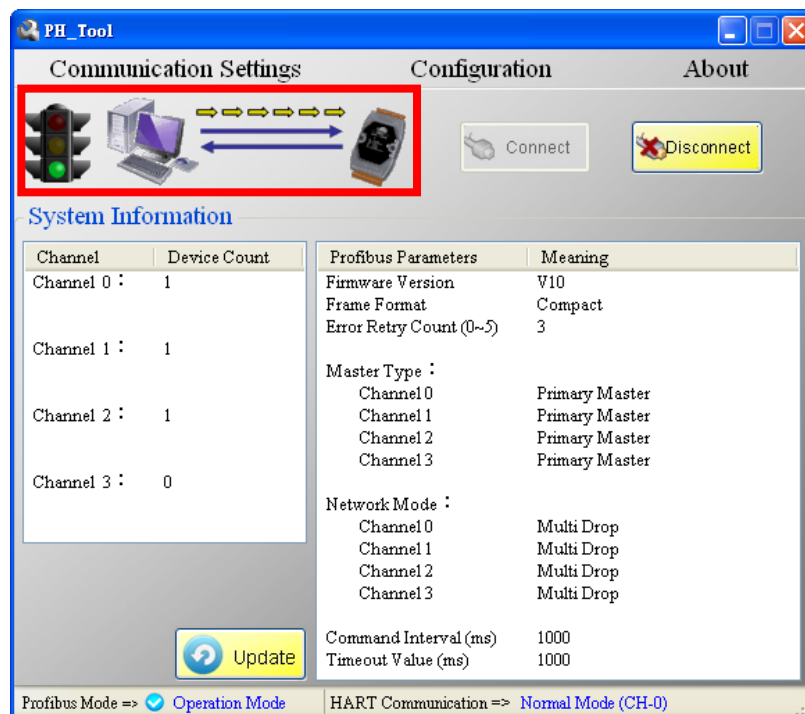 PH_Tool
Communication Settings Configuration About
Connect Disconnect
System Information
Channel Device Count
Channel 0： 1
Channel 1： 1
Channel 2： 1
Channel 3： 0
Update
Profibus Parameters Meaning
Firmware Version V10
Frame Format Compact
Error Retry Count (0~5) 3
Master Type：
Channel 0 Primary Master
Channel 1 Primary Master
Channel 2 Primary Master
Channel 3 Primary Master
Network Mode：
Channel 0 Multi Drop
Channel 1 Multi Drop
Channel 2 Multi Drop
Channel 3 Multi Drop
Command Interval (ms) 1000
Timeout Value (ms) 1000
Profibus Mode => Operation Mode HART Communication => Normal Mode (CH-0)